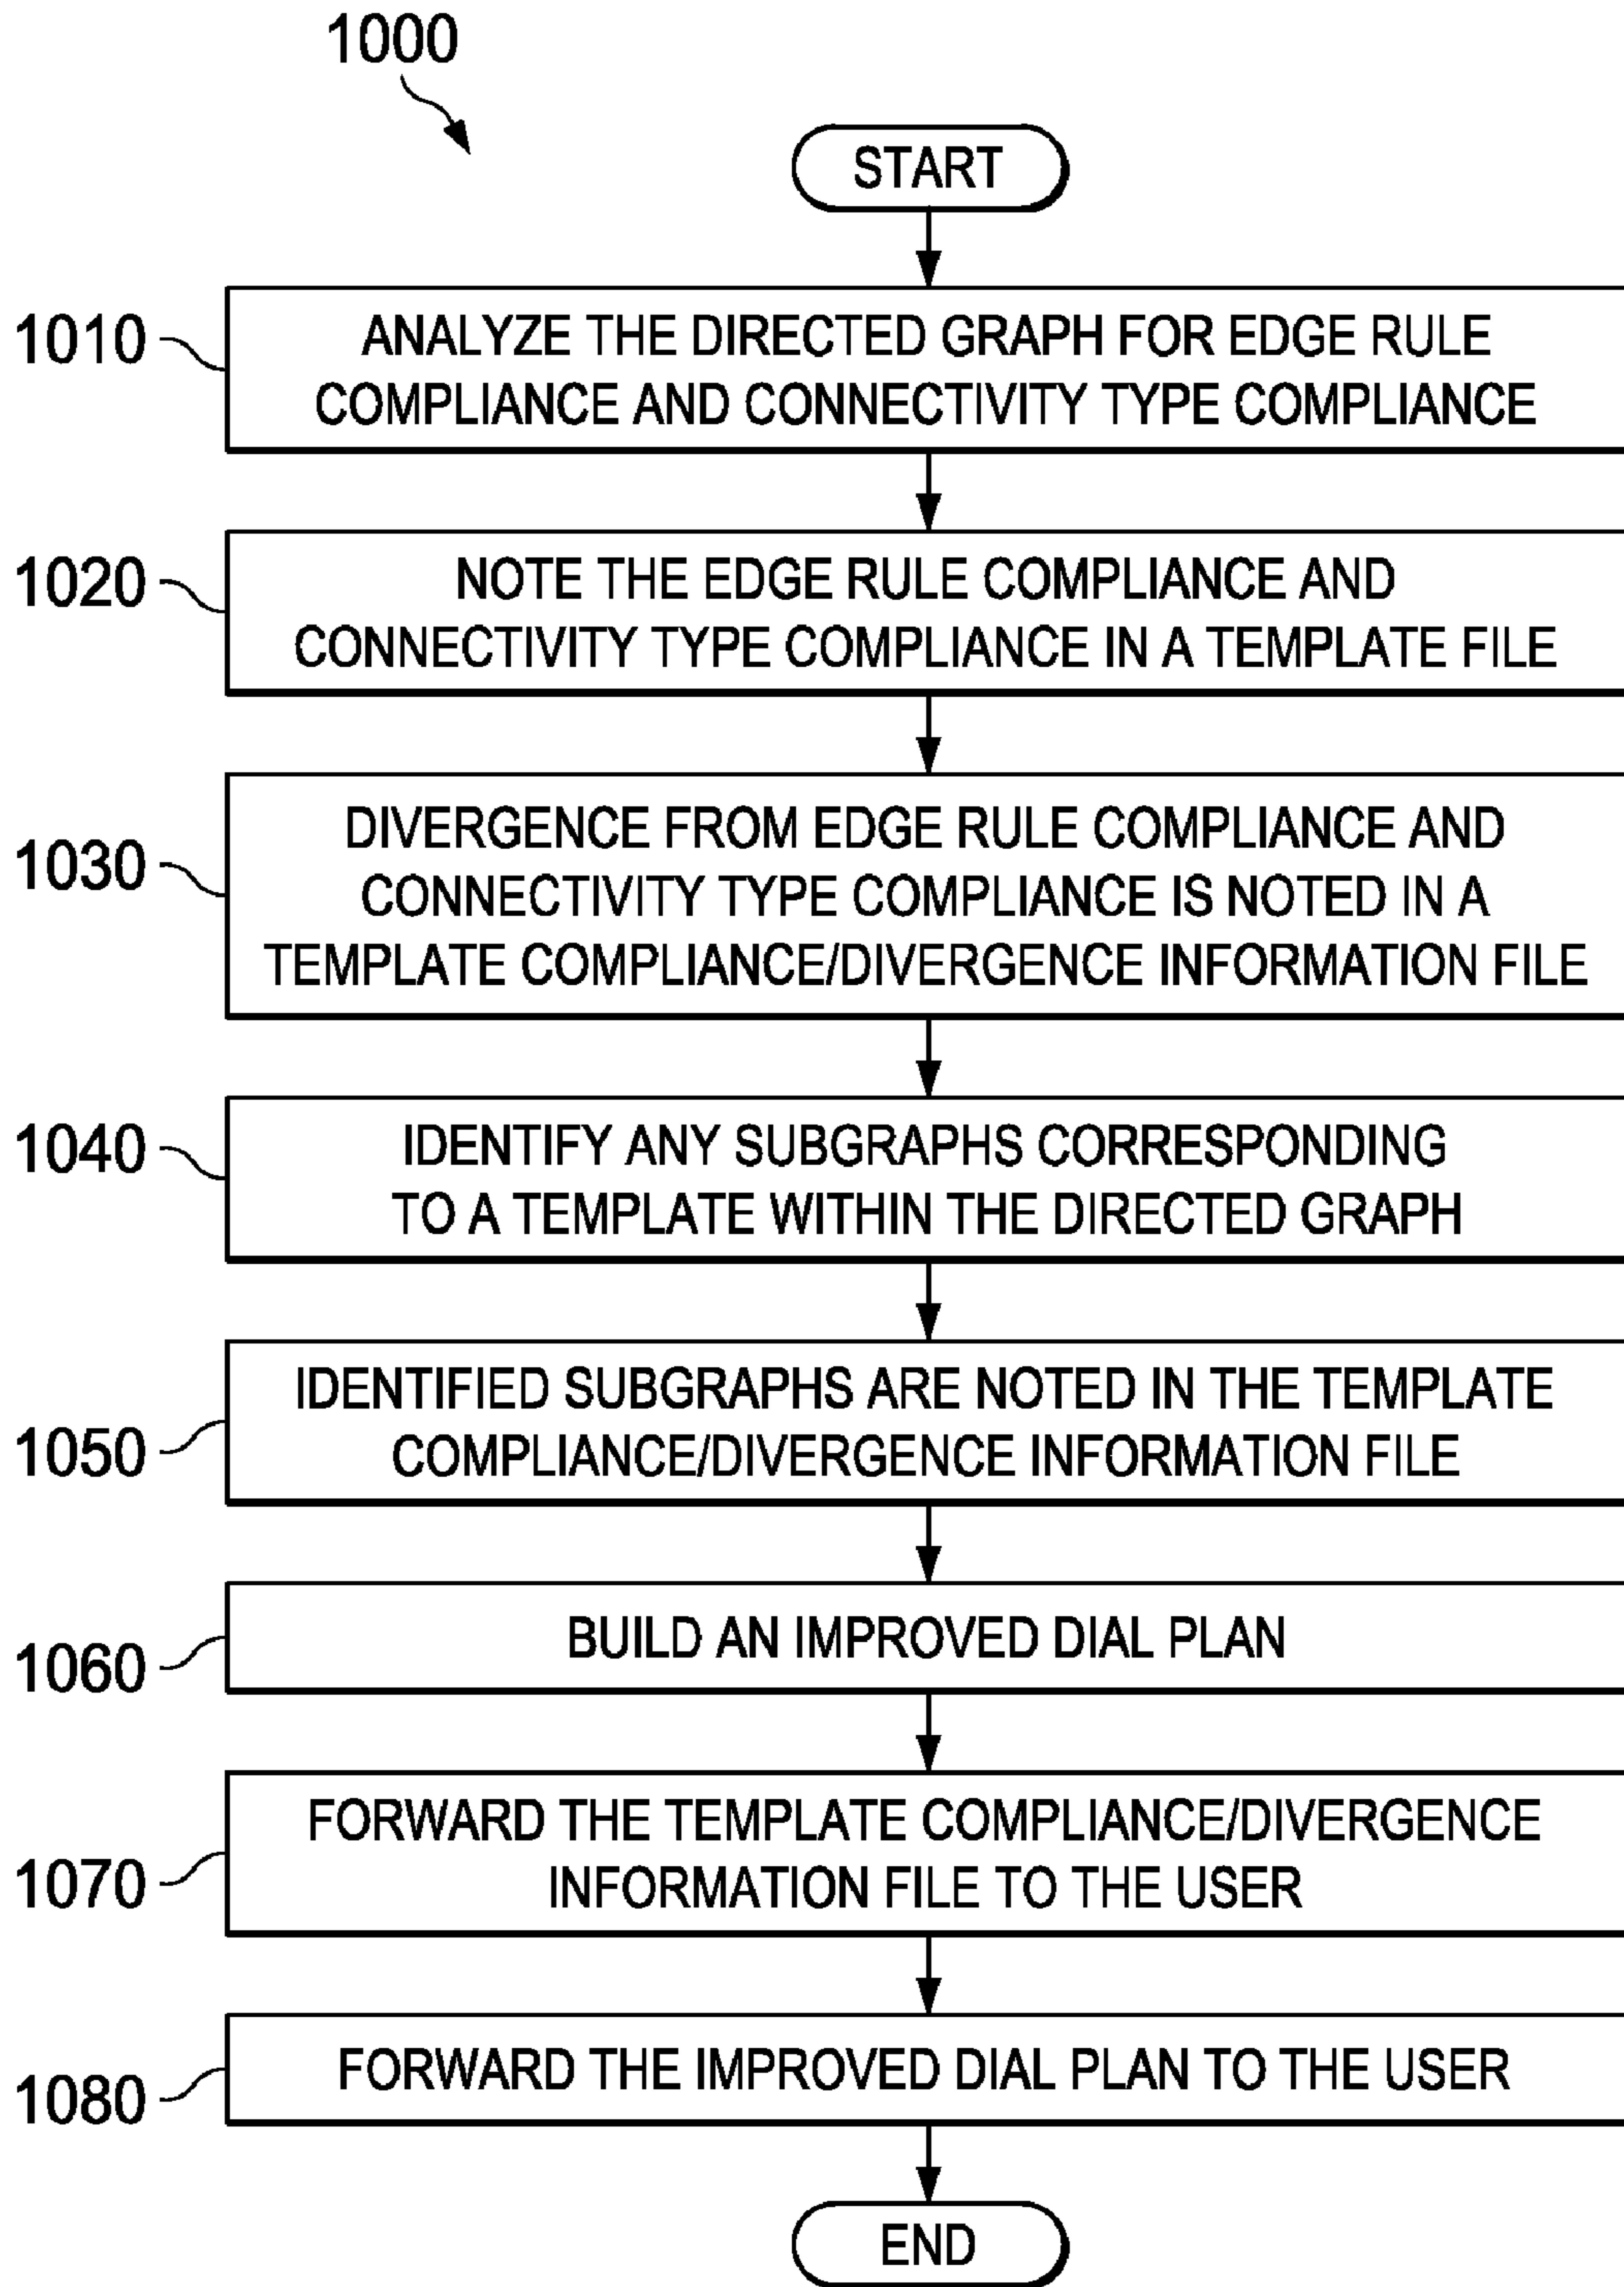 1000
START
1010
ANALYZE THE DIRECTED GRAPH FOR EDGE RULE
COMPLIANCE AND CONNECTIVITY TYPE COMPLIANCE
1020
NOTE THE EDGE RULE COMPLIANCE AND
CONNECTIVITY TYPE COMPLIANCE IN A TEMPLATE FILE
1030
DIVERGENCE FROM EDGE RULE COMPLIANCE AND
CONNECTIVITY TYPE COMPLIANCE IS NOTED IN A
TEMPLATE COMPLIANCE/DIVERGENCE INFORMATION FILE
1040
IDENTIFY ANY SUBGRAPHS CORRESPONDING
TO A TEMPLATE WITHIN THE DIRECTED GRAPH
1050
IDENTIFIED SUBGRAPHS ARE NOTED IN THE TEMPLATE
COMPLIANCE/DIVERGENCE INFORMATION FILE
1060
BUILD AN IMPROVED DIAL PLAN
1070
FORWARD THE TEMPLATE COMPLIANCE/DIVERGENCE
INFORMATION FILE TO THE USER
1080
FORWARD THE IMPROVED DIAL PLAN TO THE USER
END